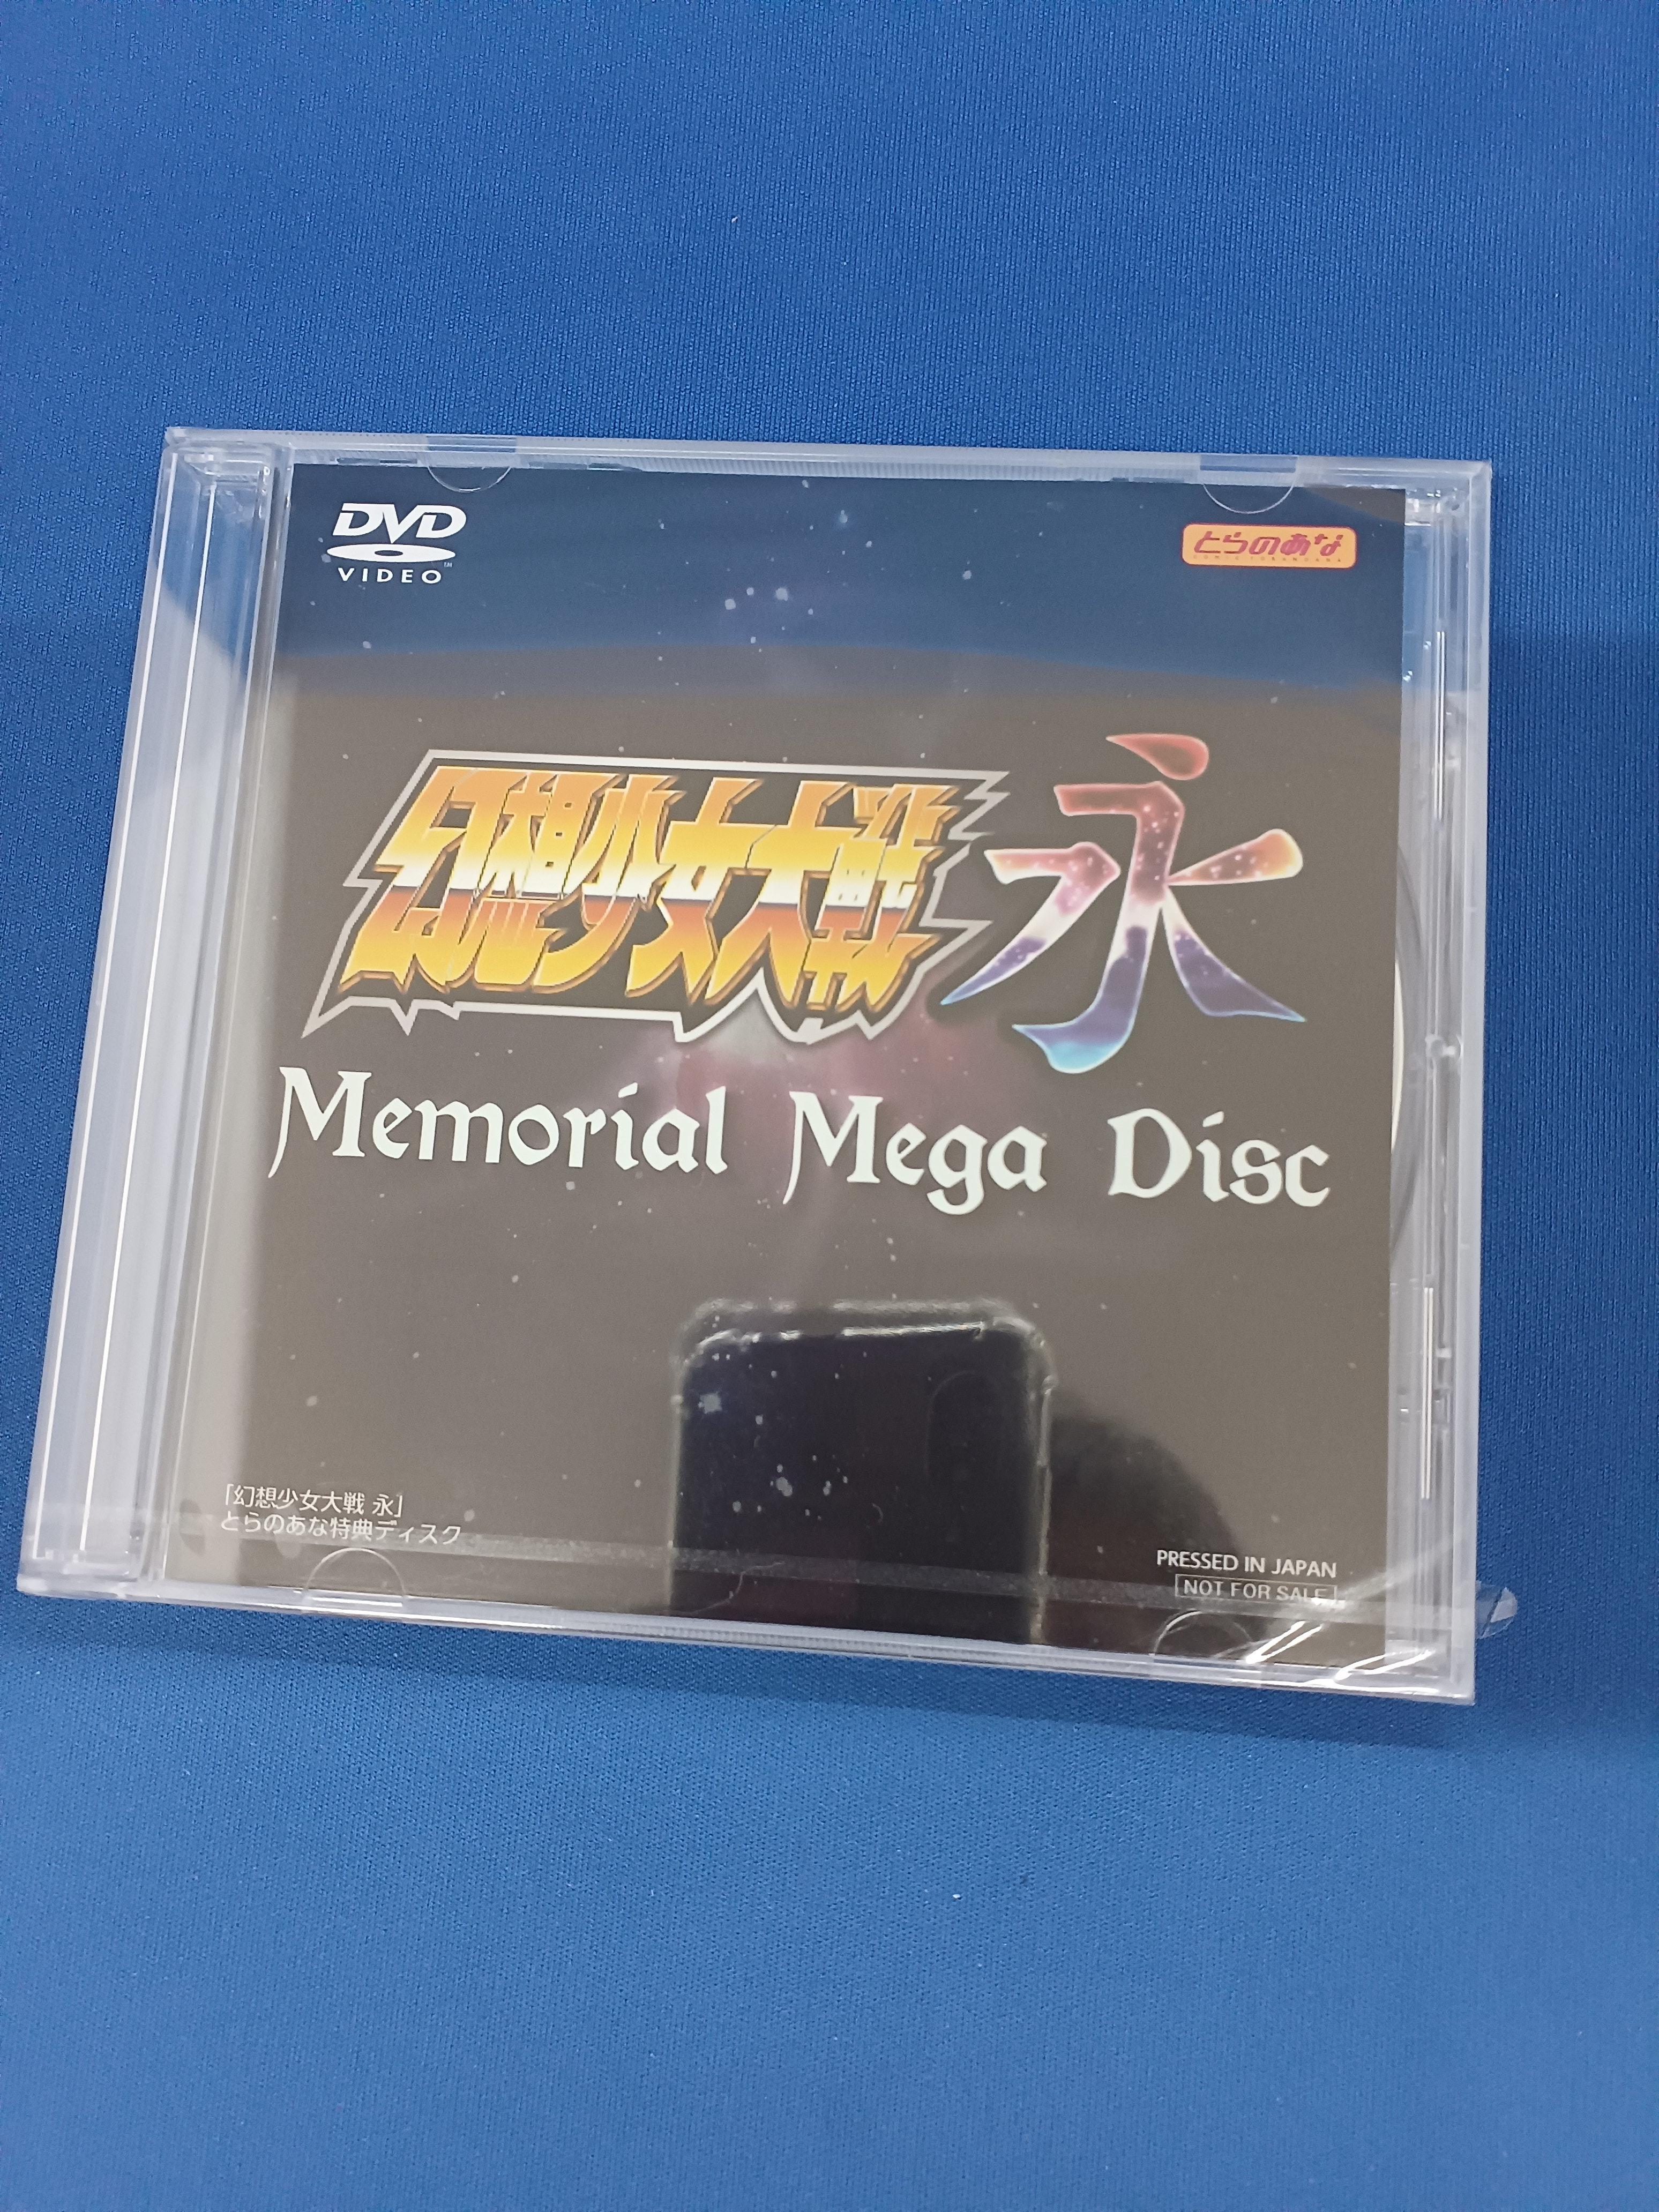 DVD
VIDEO
とらのあな
幻想少女大戦 永
Memorial Mega Disc
「幻想少女大戦 永」
とらのあな特典ディスク
PRESSED IN JAPAN
NOT FOR SALE